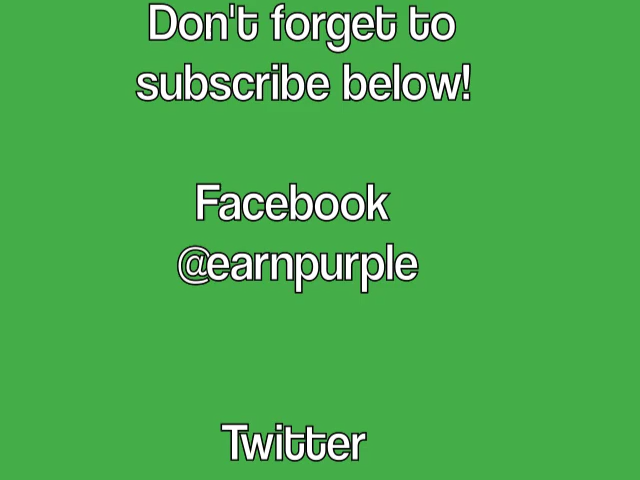 Don't forget to
subscribe below!
Facebook
@earnpurple
Twitter